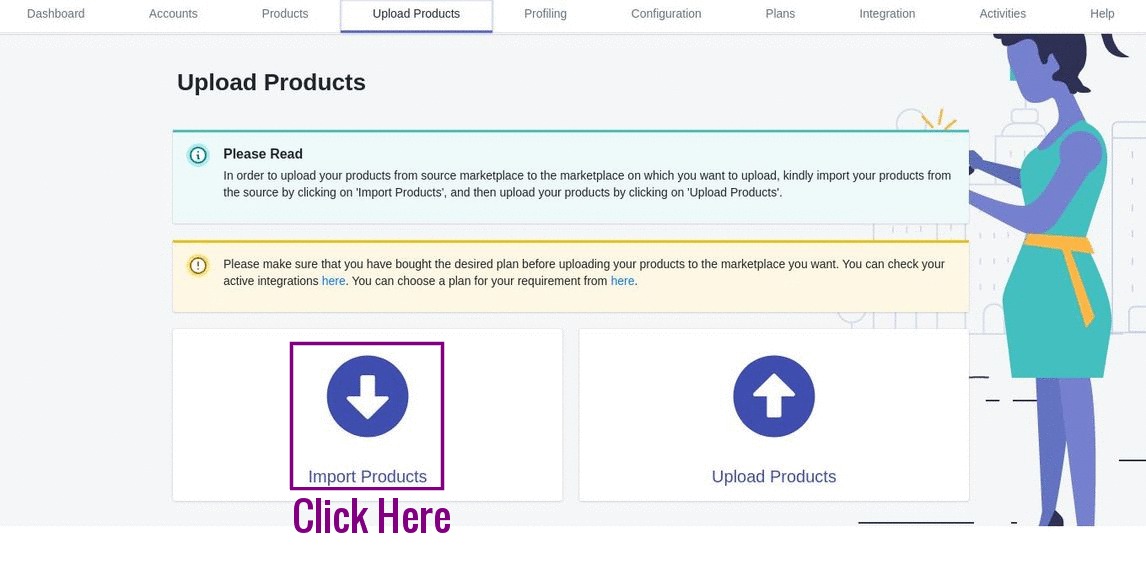 Dashboard Accounts Products Upload Products Profiling Configuration Plans Integration Activities Help
Upload Products
Please Read
In order to upload your products from source marketplace to the marketplace on which you want to upload, kindly import your products from
the source by clicking on 'Import Products', and then upload your products by clicking on 'Upload Products'.
Please make sure that you have bought the desired plan before uploading your products to the marketplace you want. You can check your
active integrations here. You can choose a plan for your requirement from here.
Import Products Upload Products
Click Here